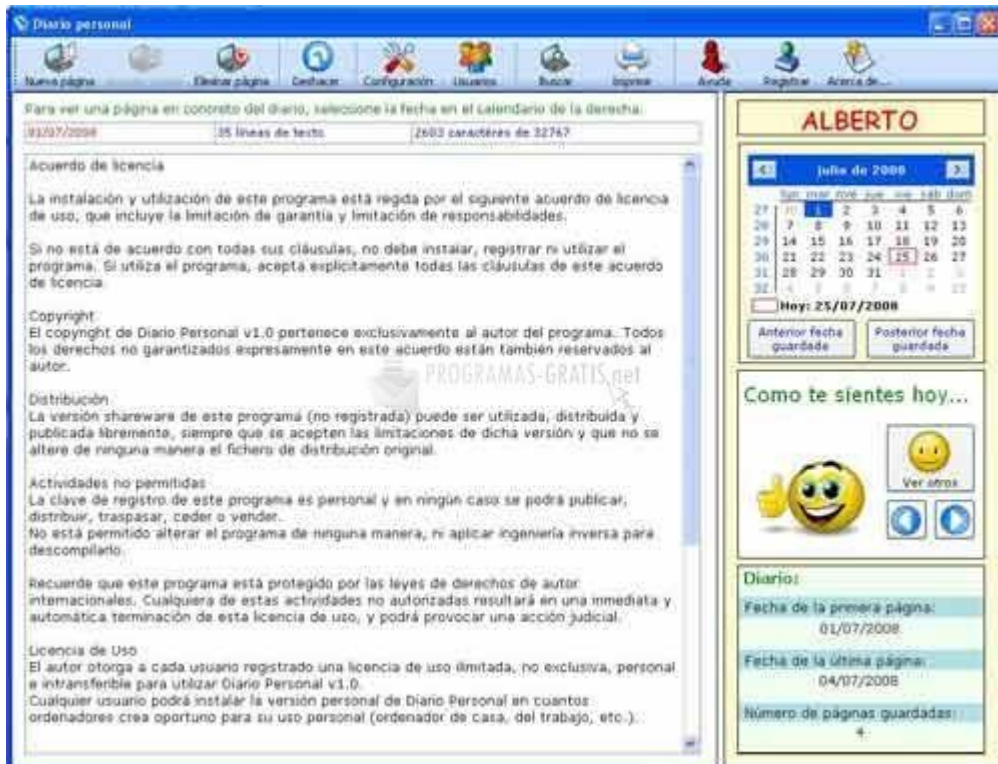 Diario personal
Nueva página Eliminar página Deshacer Configuración Usuarios Buscar Imprimir Ayuda Registrar Acerca de...
Para ver una página en concreto del diario, seleccione la fecha en el calendario de la derecha.
01/07/2008 35 líneas de texto 2603 caractéres de 32767
Acuerdo de licencia
La instalación y utilización de este programa está regida por el siguiente acuerdo de licencia
de uso, que incluye la limitación de garantía y limitación de responsabilidades.
Si no está de acuerdo con todas sus cláusulas, no debe instalar, registrar ni utilizar el
programa. Si utiliza el programa, acepta explícitamente todas las cláusulas de este acuerdo
de licencia.
Copyright
El copyright de Diario Personal v1.0 pertenece exclusivamente al autor del programa. Todos
los derechos no garantizados expresamente en este acuerdo están también reservados al
autor.
PROGRAMAS-GRATIS.net
Distribución
La versión shareware de este programa (no registrada) puede ser utilizada, distribuida y
publicada libremente, siempre que se acepten las limitaciones de dicha versión y que no se
altere de ninguna manera el fichero de distribución original.
Actividades no permitidas
La clave de registro de este programa es personal y en ningún caso se podrá publicar,
distribuir, traspasar, ceder o vender.
No está permitido alterar el programa de ninguna manera, ni aplicar ingeniería inversa para
descompilarlo.
Recuerde que este programa está protegido por las leyes de derechos de autor
internacionales. Cualquiera de estas actividades no autorizadas resultará en una inmediata y
automática terminación de esta licencia de uso, y podrá provocar una acción judicial.
Licencia de Uso
El autor otorga a cada usuario registrado una licencia de uso ilimitada, no exclusiva, personal
e intransferible para utilizar Diario Personal v1.0.
Cualquier usuario podrá instalar la versión personal de Diario Personal en cuantos
ordenadores crea oportuno para su uso personal (ordenador de casa, del trabajo, etc.).
ALBERTO
julio de 2008
lun mar mié jue vie sáb dom
27 30 1 2 3 4 5 6
28 7 8 9 10 11 12 13
29 14 15 16 17 18 19 20
30 21 22 23 24 25 26 27
31 28 29 30 31 1 2 3
32 4 5 6 7 8 9 10
Hoy: 25/07/2008
Anterior fecha guardada Posterior fecha guardada
Como te sientes hoy...
Ver otros
Diario:
Fecha de la primera página:
01/07/2008
Fecha de la última página:
04/07/2008
Número de páginas guardadas:
4